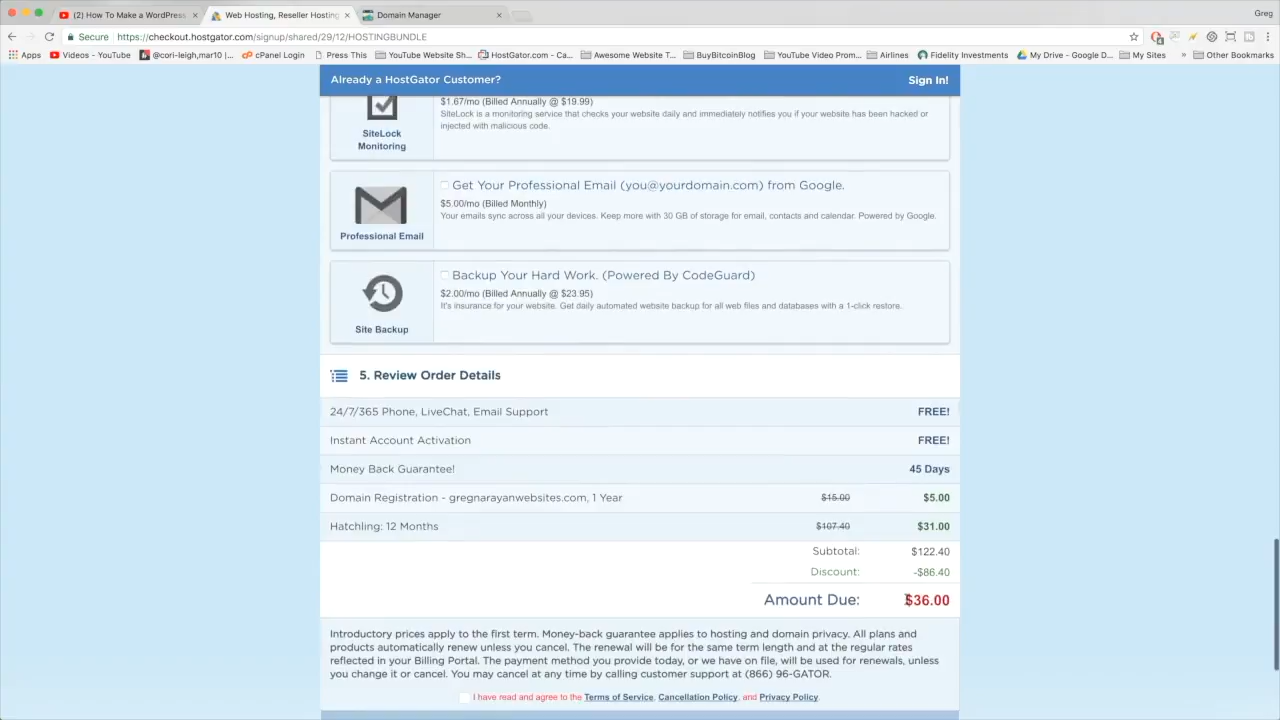 (2) How To Make a WordPress
Web Hosting, Reseller Hosting
Domain Manager
Greg
Secure
https://checkout.hostgator.com/signup/shared/29/12/HOSTINGBUNDLE
Apps
Videos - YouTube
@cori-leigh,mar10 |...
cPanel Login
Press This
YouTube Website Sh...
HostGator.com - Ca...
Awesome Website T...
BuyBitcoinBlog
YouTube Video Prom...
Airlines
Fidelity Investments
My Drive - Google D...
My Sites
»
Other Bookmarks
Already a HostGator Customer?
Sign In!
$1.67/mo (Billed Annually @ $19.99)
SiteLock is a monitoring service that checks your website daily and immediately notifies you if your website has been hacked or
injected with malicious code.
SiteLock
Monitoring
Get Your Professional Email (you@yourdomain.com) from Google.
$5.00/mo (Billed Monthly)
Your emails sync across all your devices. Keep more with 30 GB of storage for email, contacts and calendar. Powered by Google.
Professional Email
Backup Your Hard Work. (Powered By CodeGuard)
$2.00/mo (Billed Annually @ $23.95)
It's insurance for your website. Get daily automated website backup for all web files and databases with a 1-click restore.
Site Backup
5. Review Order Details
24/7/365 Phone, LiveChat, Email Support FREE!
Instant Account Activation FREE!
Money Back Guarantee! 45 Days
Domain Registration - gregnarayanwebsites.com, 1 Year $15.00 $5.00
Hatchling: 12 Months $107.40 $31.00
Subtotal: $122.40
Discount: -$86.40
Amount Due: $36.00
Introductory prices apply to the first term. Money-back guarantee applies to hosting and domain privacy. All plans and
products automatically renew unless you cancel. The renewal will be for the same term length and at the regular rates
reflected in your Billing Portal. The payment method you provide today, or we have on file, will be used for renewals, unless
you change it or cancel. You may cancel at any time by calling customer support at (866) 96-GATOR.
I have read and agree to the Terms of Service, Cancellation Policy, and Privacy Policy.